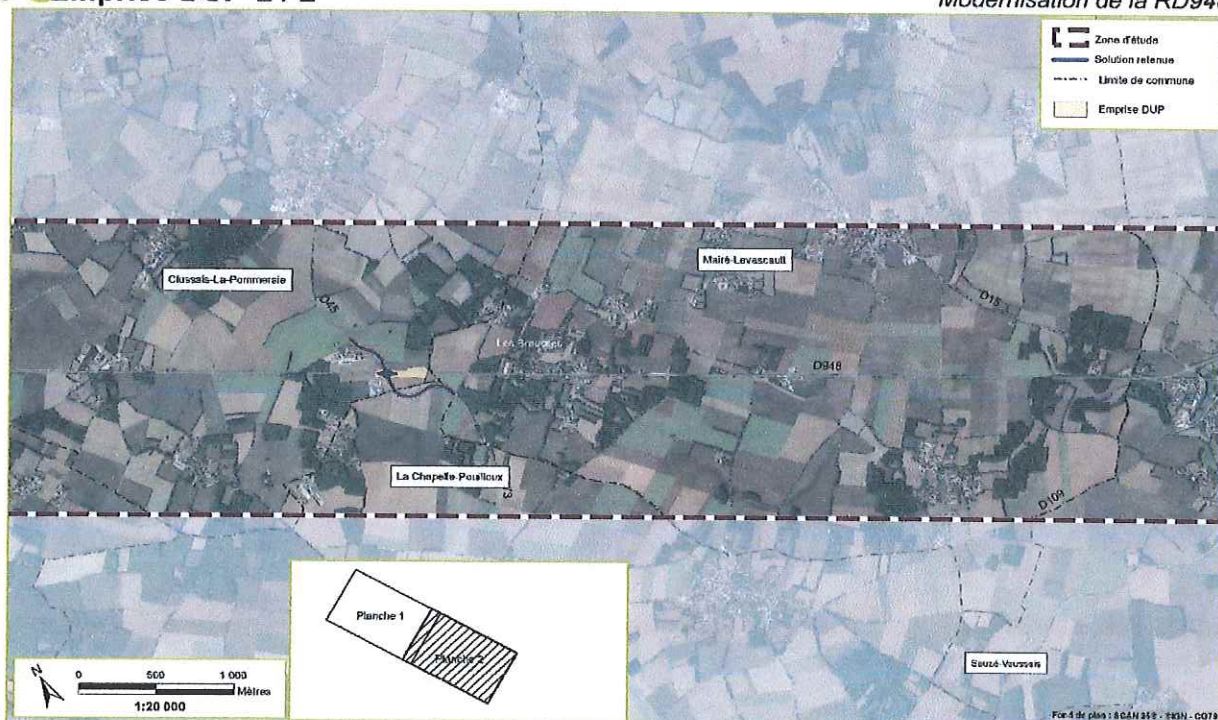 Emprise DUP
Modernisation de la RD948
Zone d'étude
Solution retenue
Limite de commune
Emprise DUP
Clussais-La-Pommeraie
Mairé-Levescault
D45
D15
D948
La Chapelle-Pouilloux
D109
Planche 1
Planche 2
Sauzé-Vaussais
N
0 500 1 000
Mètres
1:20 000